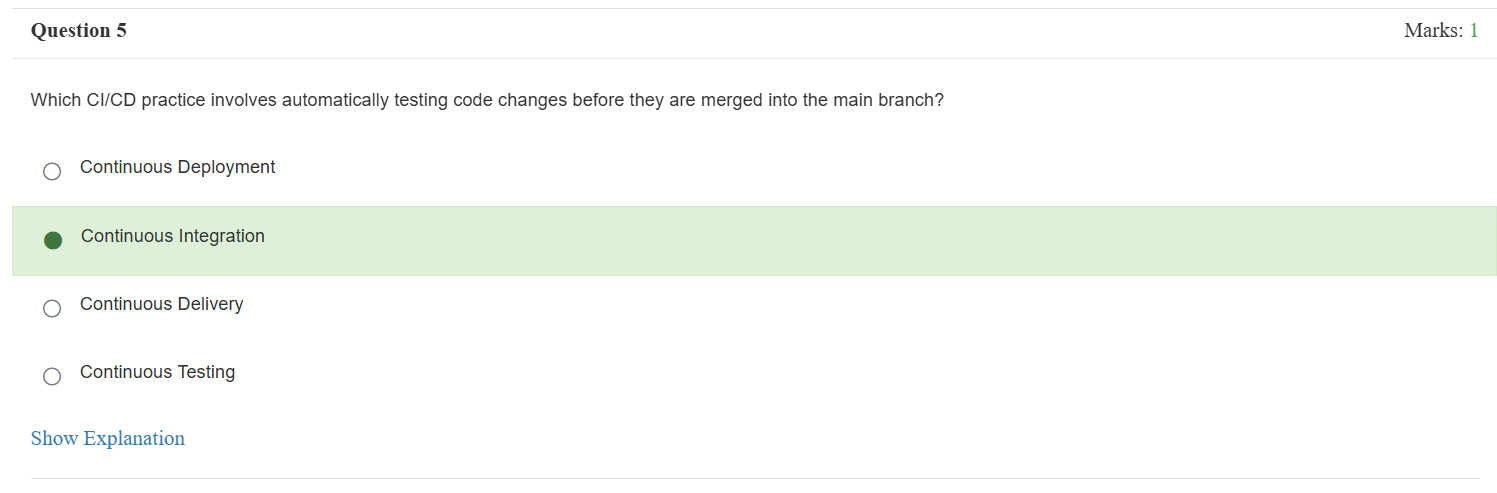 Question 5
Marks: 1
Which CI/CD practice involves automatically testing code changes before they are merged into the main branch?
Continuous Deployment
Continuous Integration
Continuous Delivery
Continuous Testing
Show Explanation